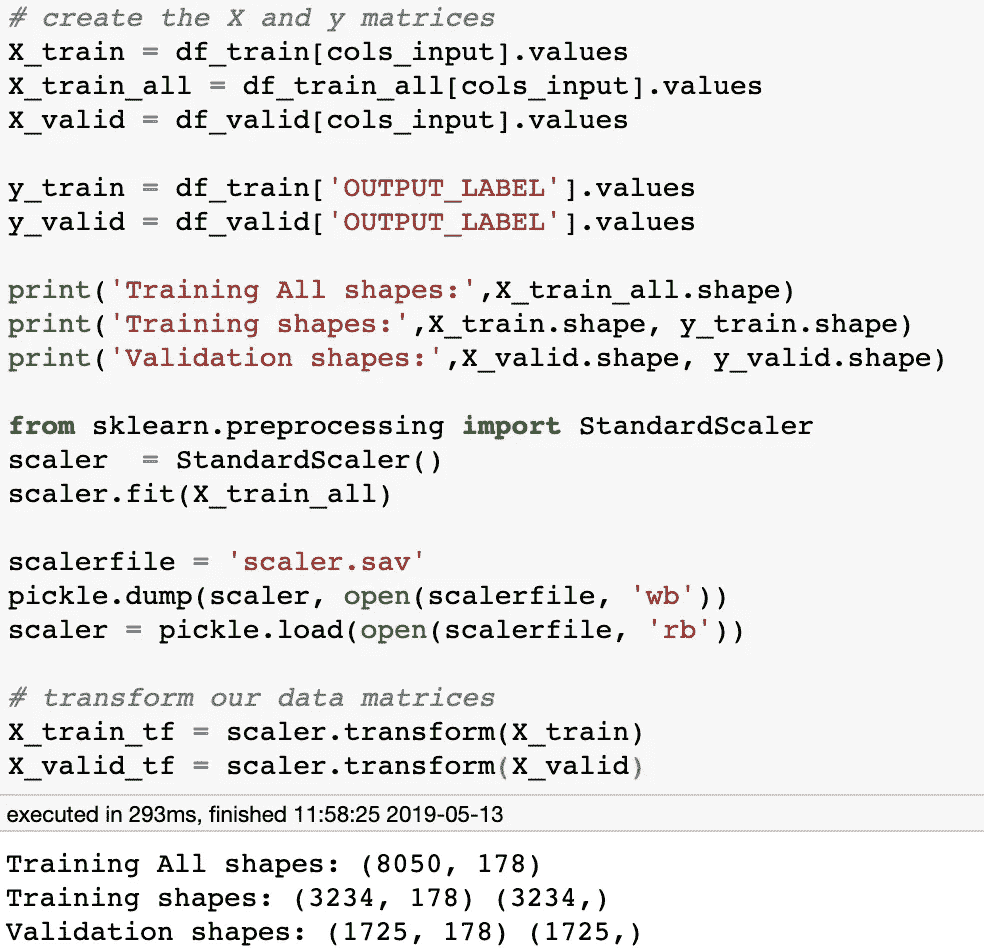 # create the X and y matrices
X_train = df_train[cols_input].values
X_train_all = df_train_all[cols_input].values
X_valid = df_valid[cols_input].values
y_train = df_train['OUTPUT_LABEL'].values
y_valid = df_valid['OUTPUT_LABEL'].values
print('Training All shapes:',X_train_all.shape)
print('Training shapes:',X_train.shape, y_train.shape)
print('Validation shapes:',X_valid.shape, y_valid.shape)
from sklearn.preprocessing import StandardScaler
scaler  = StandardScaler()
scaler.fit(X_train_all)
scalerfile = 'scaler.sav'
pickle.dump(scaler, open(scalerfile, 'wb'))
scaler = pickle.load(open(scalerfile, 'rb'))
# transform our data matrices
X_train_tf = scaler.transform(X_train)
X_valid_tf = scaler.transform(X_valid)
executed in 293ms, finished 11:58:25 2019-05-13
Training All shapes: (8050, 178)
Training shapes: (3234, 178) (3234,)
Validation shapes: (1725, 178) (1725,)